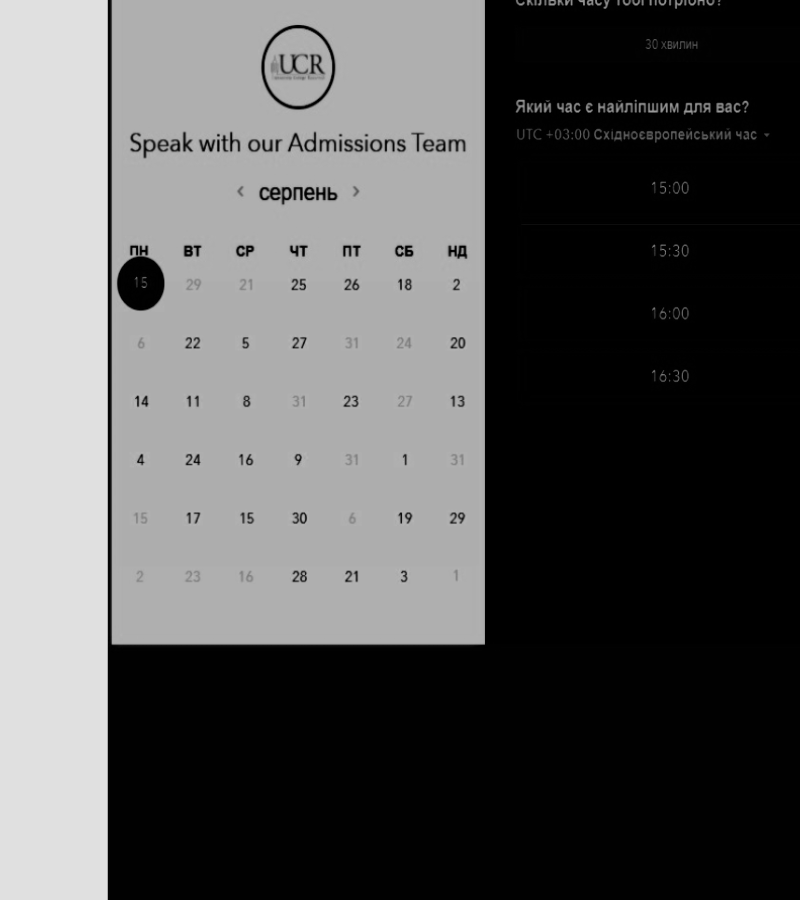 UCR
Speak with our Admissions Team
‹ серпень ›
ПН ВТ СР ЧТ ПТ СБ НД
15 29 21 25 26 18 2
6 22 5 27 31 24 20
14 11 8 31 23 27 13
4 24 16 9 31 1 31
15 17 15 30 6 19 29
2 23 16 28 21 3 1
Скільки часу тобі потрібно?
30 хвилин
Який час є найліпшим для вас?
UTC +03:00 Східноєвропейський час
15:00
15:30
16:00
16:30